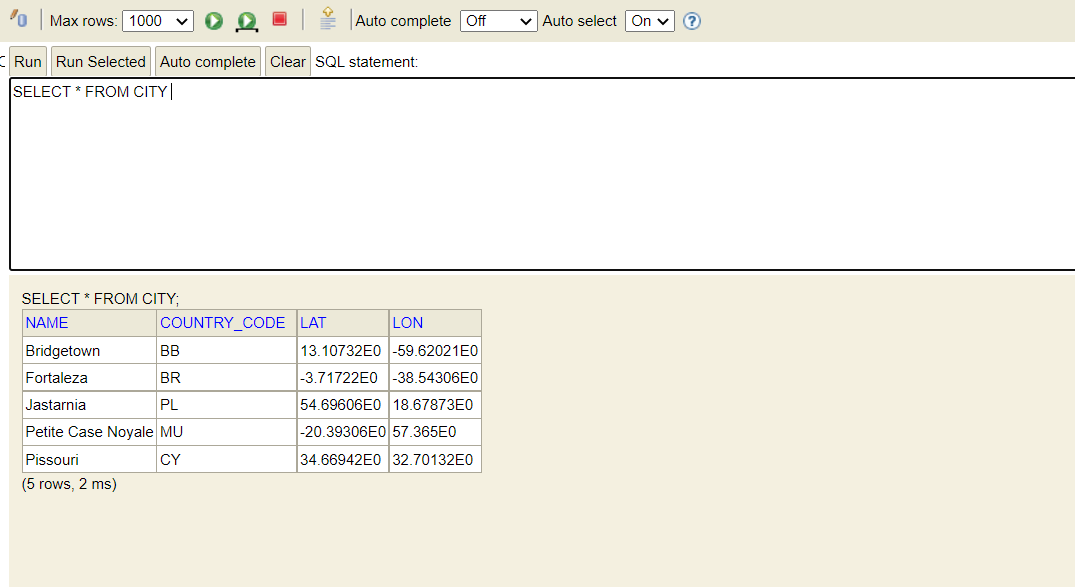 Max rows: 1000 Auto complete Off Auto select On ?
Run Run Selected Auto complete Clear SQL statement:
SELECT * FROM CITY
SELECT * FROM CITY;
NAME COUNTRY_CODE LAT LON
Bridgetown BB 13.10732E0 -59.62021E0
Fortaleza BR -3.71722E0 -38.54306E0
Jastarnia PL 54.69606E0 18.67873E0
Petite Case Noyale MU -20.39306E0 57.365E0
Pissouri CY 34.66942E0 32.70132E0
(5 rows, 2 ms)